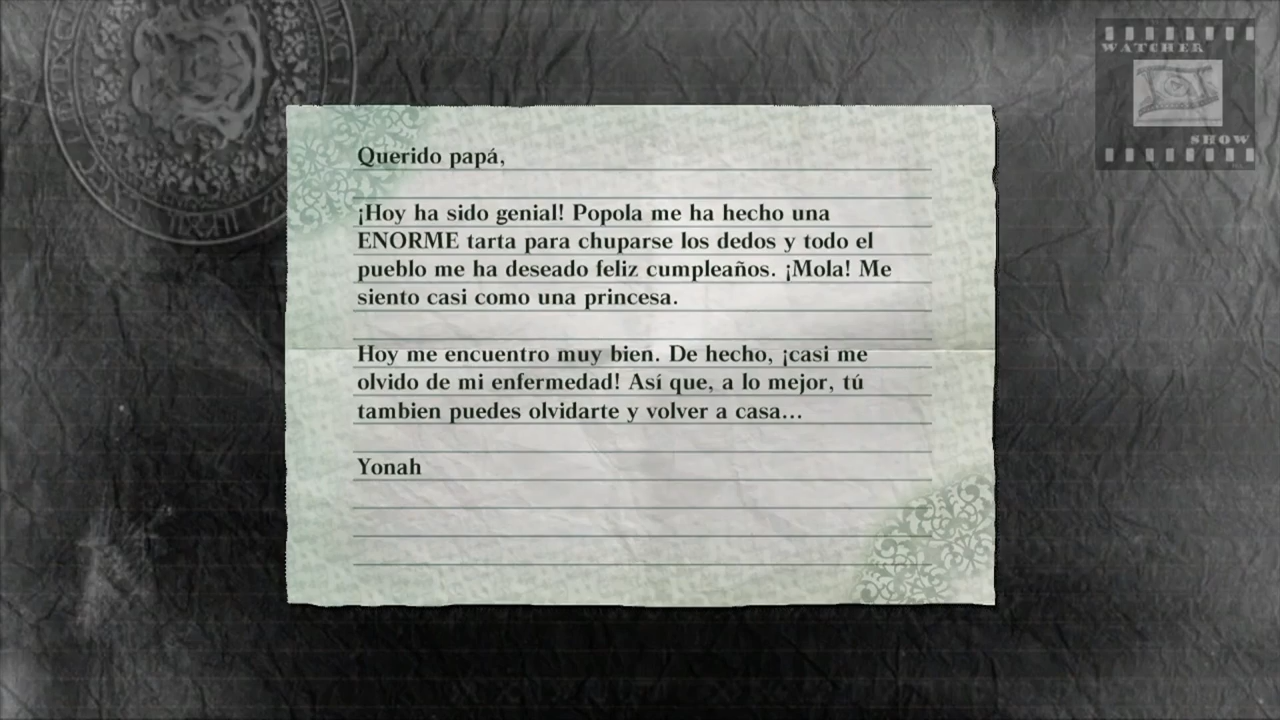 WATCHER
SHOW
Querido papá,
¡Hoy ha sido genial! Popola me ha hecho una
ENORME tarta para chuparse los dedos y todo el
pueblo me ha deseado feliz cumpleaños. ¡Mola! Me
siento casi como una princesa.
Hoy me encuentro muy bien. De hecho, ¡casi me
olvido de mi enfermedad! Así que, a lo mejor, tú
tambien puedes olvidarte y volver a casa...
Yonah